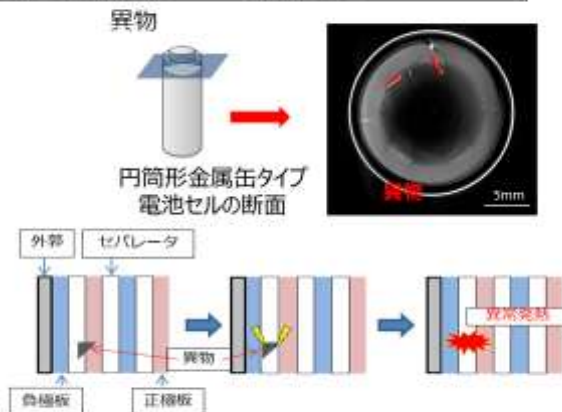 異物
円筒形金属缶タイプ
電池セルの断面
異物
5mm
外郭
セパレータ
異常発熱
異物
負極板
正極板